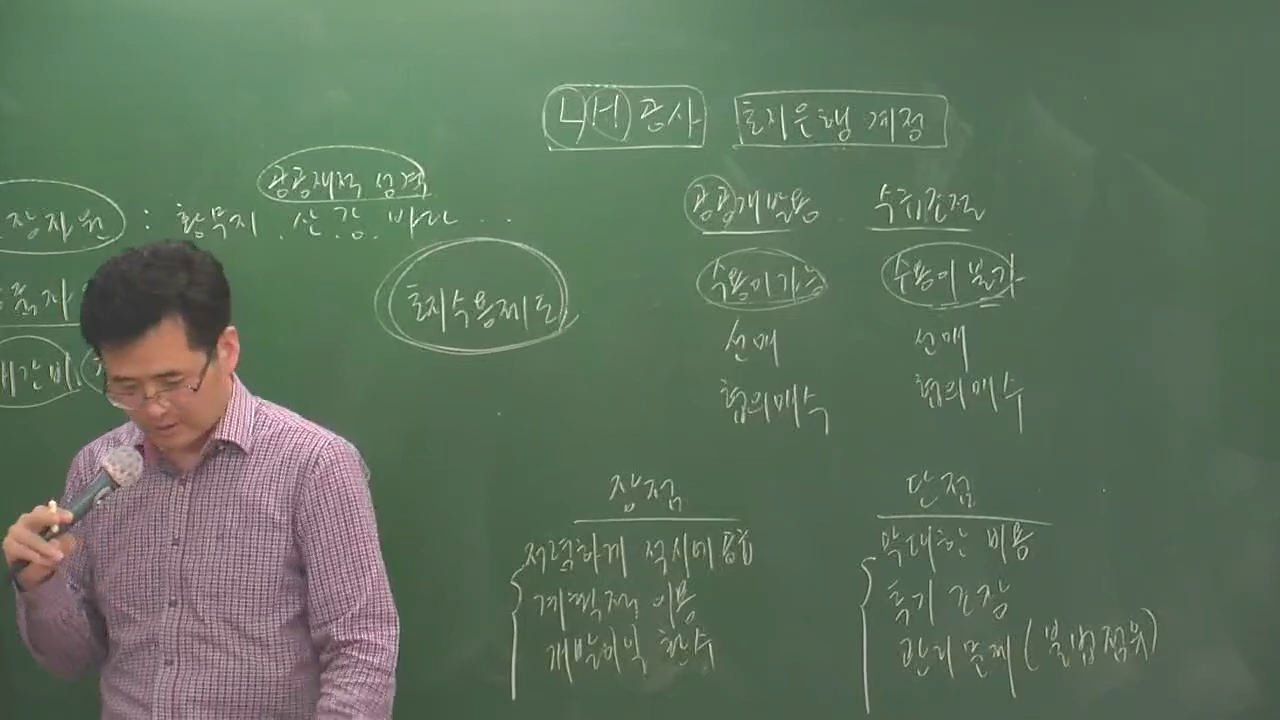 LH공사 토지은행 계정
공공재적 성격
장자원 : 황무지, 산, 강, 바다 ...
토지수용제도
공공개발용 수취조절
수용이 가능 수용이 불가
선매 선매
협의매수 협의매수
장점 단점
저렴하게 적시에 공급 막대한 비용
계획적 이용 투기 조장
개발이익 환수 관리 문제 (불법점유)